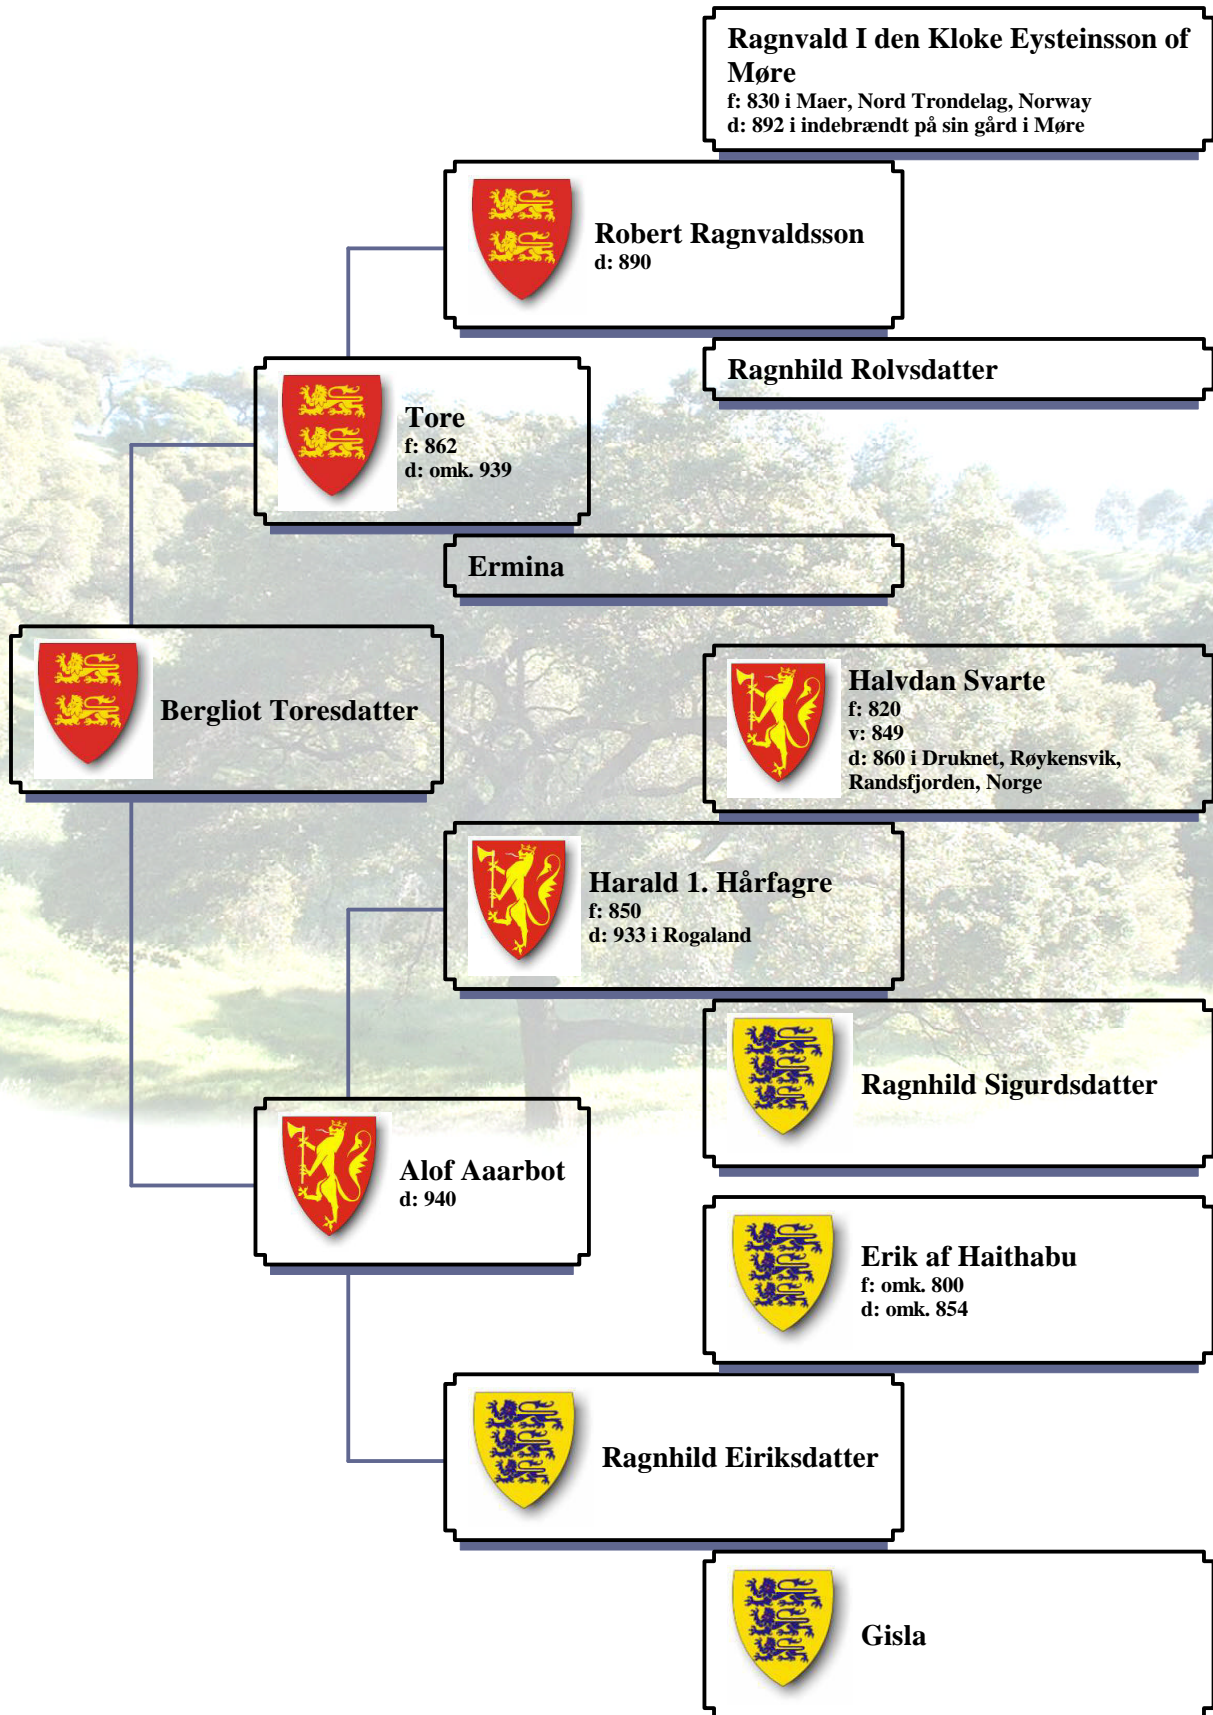 Ragnvald I den Kloke Eysteinsson of
Møre
f: 830 i Maer, Nord Trondelag, Norway
d: 892 i indebrændt på sin gård i Møre
Robert Ragnvaldsson
d: 890
Ragnhild Rolvsdatter
Tore
f: 862
d: omk. 939
Ermina
Bergliot Toresdatter
Halvdan Svarte
f: 820
v: 849
d: 860 i Druknet, Røykensvik,
Randsfjorden, Norge
Harald 1. Hårfagre
f: 850
d: 933 i Rogaland
Ragnhild Sigurdsdatter
Alof Aaarbot
d: 940
Erik af Haithabu
f: omk. 800
d: omk. 854
Ragnhild Eiriksdatter
Gisla